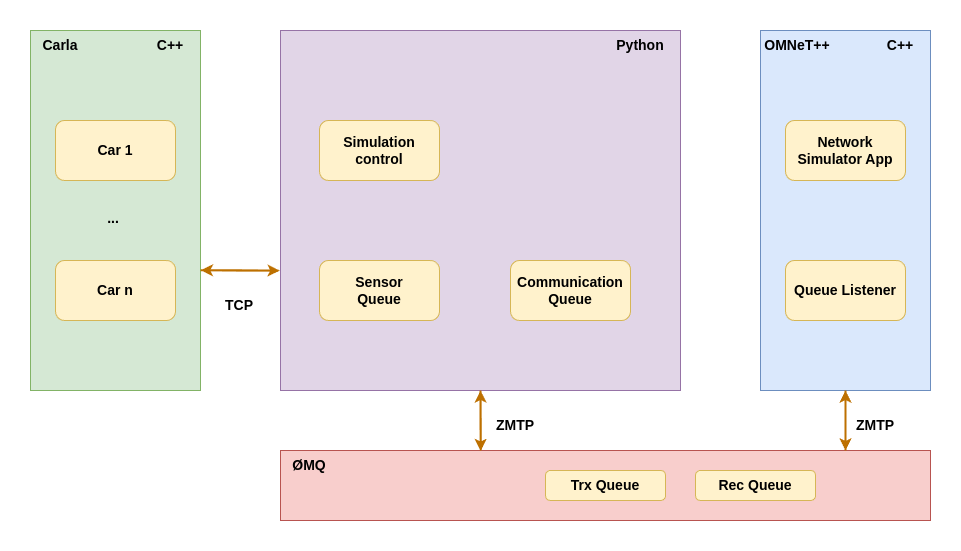 Carla
C++
Python
OMNeT++
C++
Car 1
Simulation
control
Network
Simulator App
...
Car n
Sensor
Queue
Communication
Queue
Queue Listener
TCP
ZMTP
ZMTP
ØMQ
Trx Queue
Rec Queue